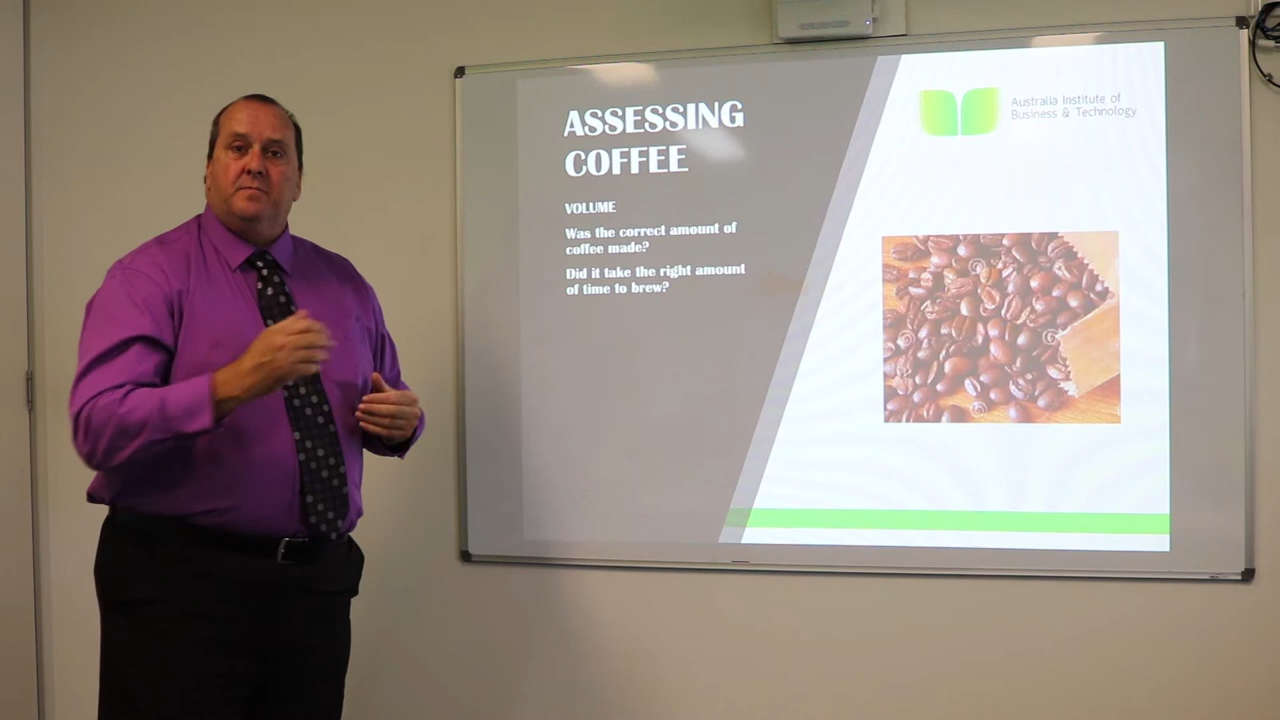 ASSESSING
COFFEE
VOLUME
Was the correct amount of
coffee made?
Did it take the right amount
of time to brew?
Australia Institute of
Business & Technology